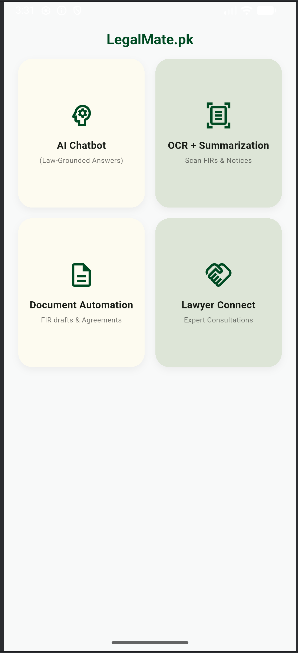 LegalMate.pk
AI Chatbot
(Law-Grounded Answers)
OCR + Summarization
Scan FIRs & Notices
Document Automation
FIR drafts & Agreements
Lawyer Connect
Expert Consultations